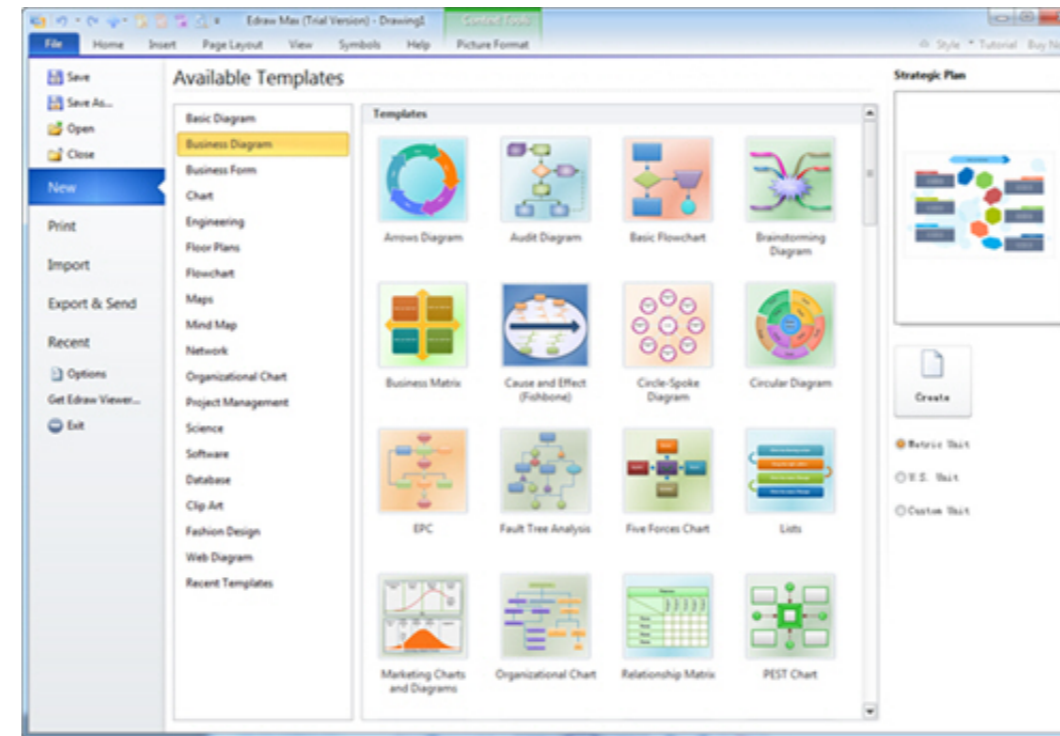 Edraw Max (Trial Version) - Drawing1
Context Tools
File Home Insert Page Layout View Symbols Help Picture Format
Style Tutorial Buy No
Save
Save As...
Open
Close
New
Print
Import
Export & Send
Recent
Options
Get Edraw Viewer...
Exit
Available Templates
Basic Diagram
Business Diagram
Business Form
Chart
Engineering
Floor Plans
Flowchart
Maps
Mind Map
Network
Organizational Chart
Project Management
Science
Software
Database
Clip Art
Fashion Design
Web Diagram
Recent Templates
Templates
Arrows Diagram
Audit Diagram
Basic Flowchart
Brainstorming
Diagram
Business Matrix
Cause and Effect
(Fishbone)
Circle-Spoke
Diagram
Circular Diagram
EPC
Fault Tree Analysis
Five Forces Chart
Lists
Marketing Charts
and Diagrams
Organizational Chart
Relationship Matrix
PEST Chart
Strategic Plan
Create
Metric Unit
U.S. Unit
Custom Unit